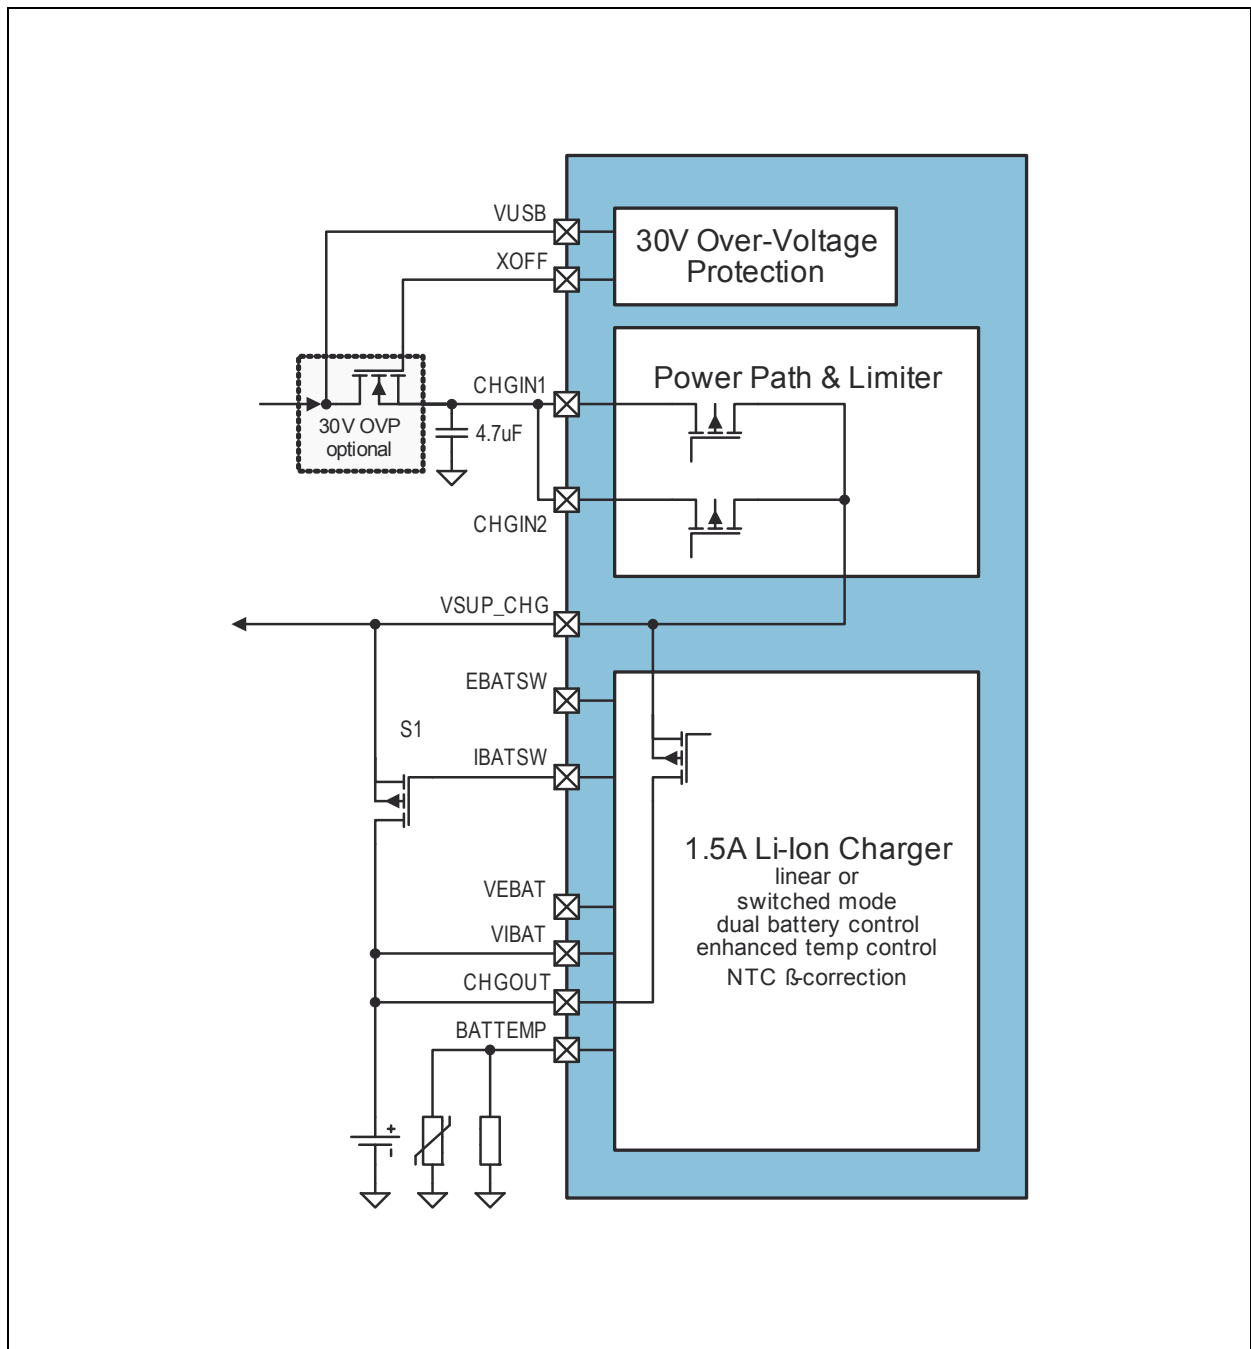 VUSB
30V Over-Voltage
Protection
XOFF
CHGIN1
Power Path & Limiter
30V OVP
optional
4.7uF
CHGIN2
VSUP_CHG
EBATSW
S1
IBATSW
1.5A Li-Ion Charger
linear or
switched mode
dual battery control
enhanced temp control
NTC ß-correction
VEBAT
VIBAT
CHGOUT
BATTEMP
+
-